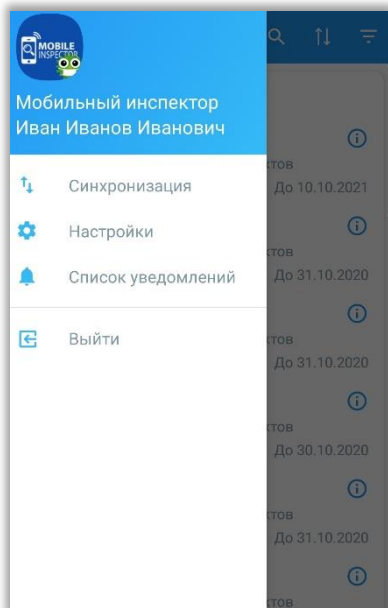 MOBILE
INSPECTOR
Мобильный инспектор
Иван Иванов Иванович
Синхронизация
Настройки
Список уведомлений
Выйти
ктов
До 10.10.2021
ктов
До 31.10.2020
ктов
До 31.10.2020
ктов
До 30.10.2020
ктов
До 31.10.2020
ктов